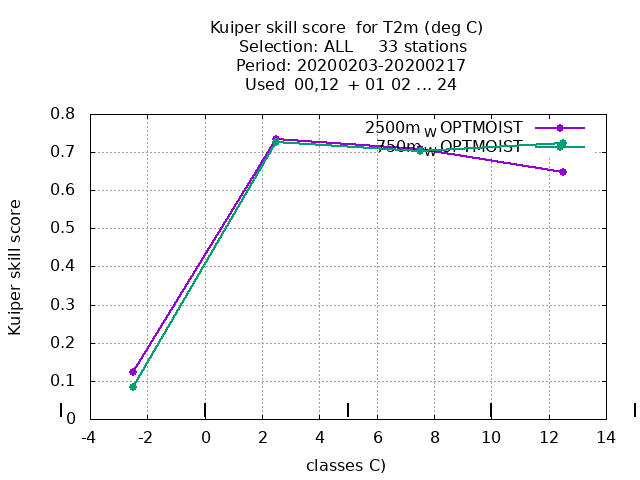 Kuiper skill score for T2m (deg C)
Selection: ALL 33 stations
Period: 20200203-20200217
Used 00,12 + 01 02 ... 24
2500m W OPTMOIST
750m W OPTMOIST
Kuiper skill score
0.8
0.7
0.6
0.5
0.4
0.3
0.2
0.1
0
-4 -2 0 2 4 6 8 10 12 14
classes C)